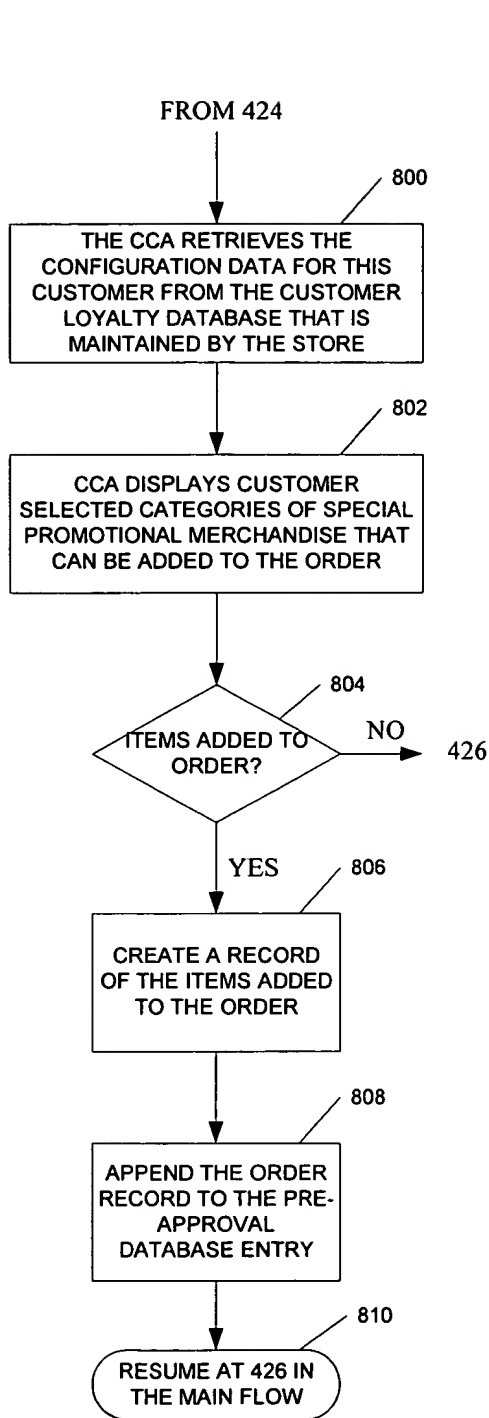 FROM 424
800
THE CCA RETRIEVES THE
CONFIGURATION DATA FOR THIS
CUSTOMER FROM THE CUSTOMER
LOYALTY DATABASE THAT IS
MAINTAINED BY THE STORE
802
CCA DISPLAYS CUSTOMER
SELECTED CATEGORIES OF SPECIAL
PROMOTIONAL MERCHANDISE THAT
CAN BE ADDED TO THE ORDER
804
ITEMS ADDED TO
ORDER?
NO
426
YES
806
CREATE A RECORD
OF THE ITEMS ADDED
TO THE ORDER
808
APPEND THE ORDER
RECORD TO THE PRE-
APPROVAL
DATABASE ENTRY
810
RESUME AT 426 IN
THE MAIN FLOW